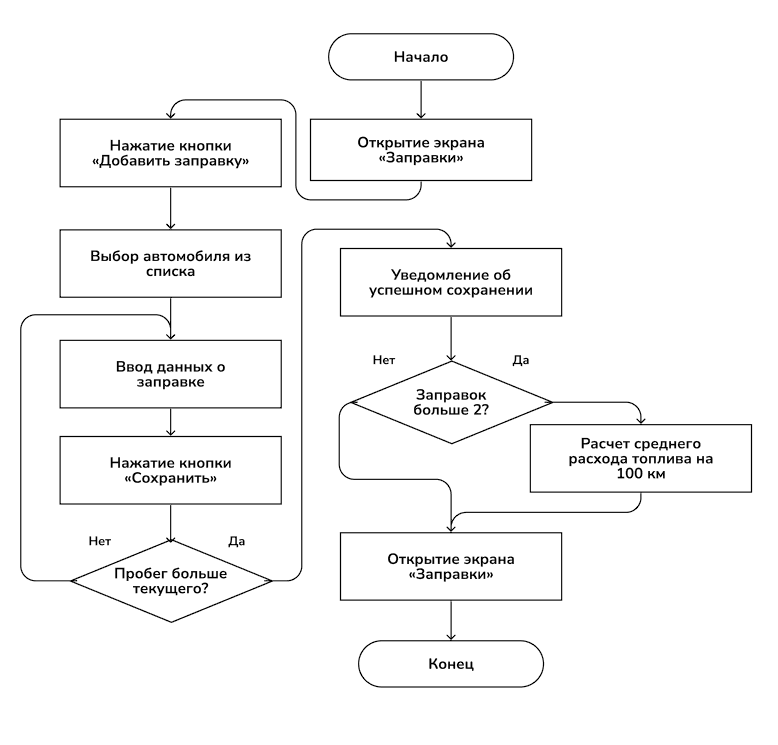 Начало
Открытие экрана
«Заправки»
Нажатие кнопки
«Добавить заправку»
Выбор автомобиля из
списка
Ввод данных о
заправке
Нажатие кнопки
«Сохранить»
Нет
Да
Пробег больше
текущего?
Уведомление об
успешном сохранении
Нет
Да
Заправок
больше 2?
Расчет среднего
расхода топлива на
100 км
Открытие экрана
«Заправки»
Конец